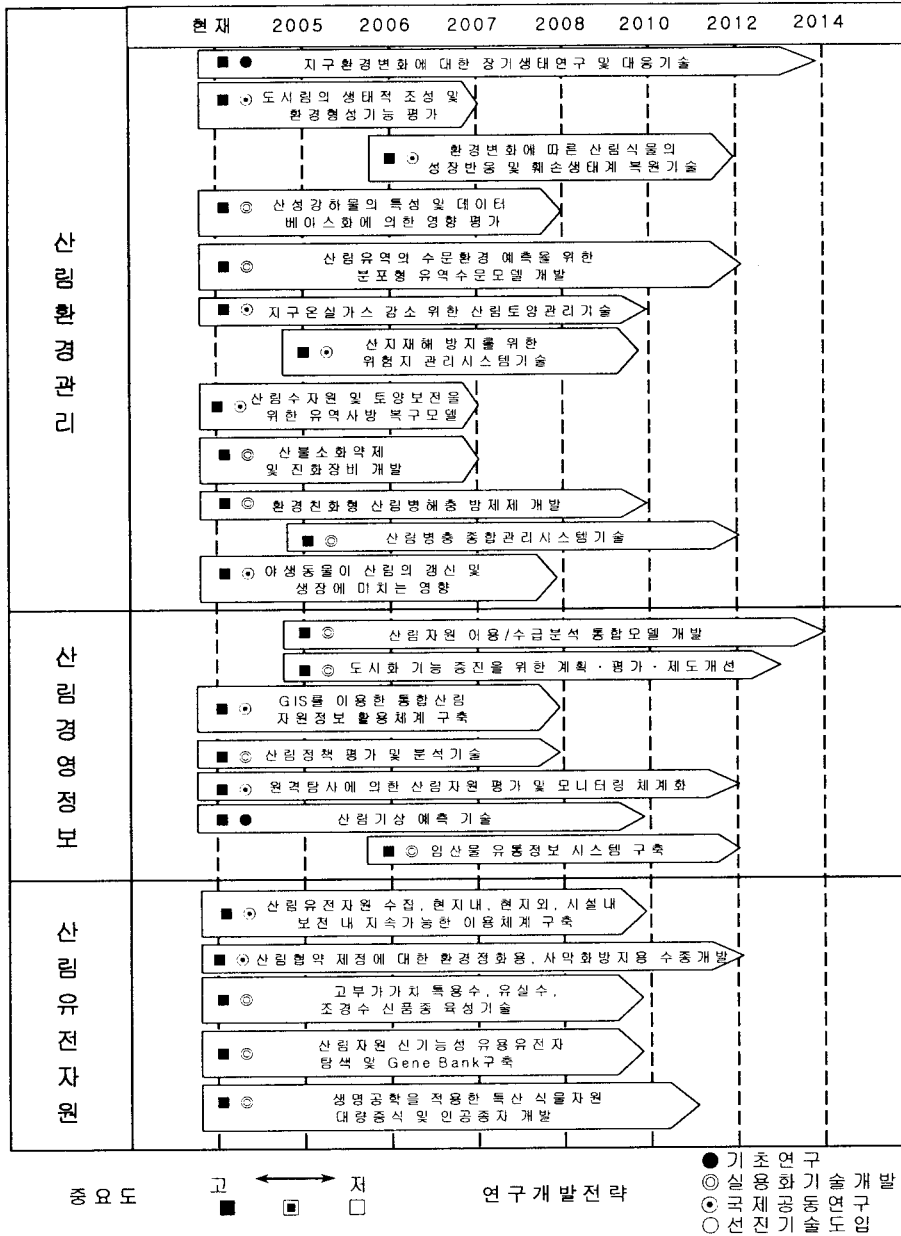 현재 2005 2006 2007 2008 2010 2012 2014
산림환경관리
지구환경변화에 대한 장기생태연구 및 대응기술
도시림의 생태적 조성 및
환경형성기능 평가
환경변화에 따른 산림식물의
성장반응 및 훼손생태계 복원기술
산성강하물의 특성 및 데이터
베이스화에 의한 영향 평가
산림유역의 수문환경 예측을 위한
분포형 유역수문모델 개발
지구온실가스 감소 위한 산림토양관리기술
산지재해 방지를 위한
위험지 관리시스템기술
산림수자원 및 토양보전을
위한 유역사방 복구모델
산불소화약제
및 진화장비 개발
환경친화형 산림병해충 방제제 개발
산림병충 종합관리시스템기술
야생동물이 산림의 갱신 및
생장에 미치는 영향
산림경영정보
산림자원 이용/수급분석 통합모델 개발
도시화 기능 증진을 위한 계획·평가·제도개선
GIS를 이용한 통합산림
자원정보 활용체계 구축
산림정책 평가 및 분석기술
원격탐사에 의한 산림자원 평가 및 모니터링 체계화
산림기상 예측 기술
임산물 유통정보 시스템 구축
산림유전자원
산림유전자원 수집, 현지내, 현지외, 시설내
보전 내 지속가능한 이용체계 구축
산림협약 제정에 대한 환경정화용, 사막화방지용 수종개발
고부가가치 특용수, 유실수,
조경수 신품종 육성기술
산림자원 신기능성 유용유전자
탐색 및 Gene Bank구축
생명공학을 적용한 특산 식물자원
대량증식 및 인공종자 개발
중요도 고 저 연구개발전략
기초연구
실용화기술개발
국제공동연구
선진기술도입